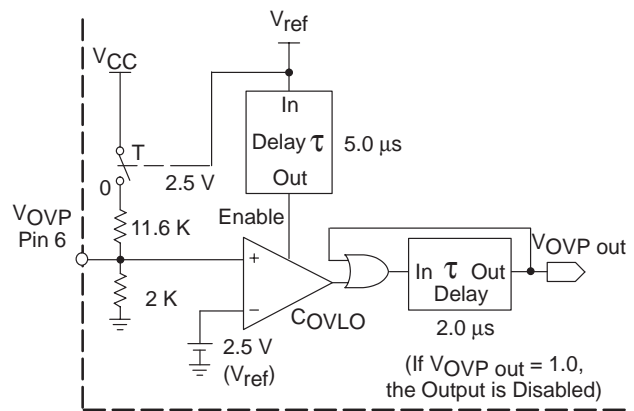 Vref
VCC
In
Delay τ
Out
5.0 µs
T
0
2.5 V
Enable
VOVP
Pin 6
11.6 K
2 K
+
−
COVLO
2.5 V
(Vref)
In τ Out
Delay
2.0 µs
VOVP out
(If VOVP out = 1.0,
the Output is Disabled)